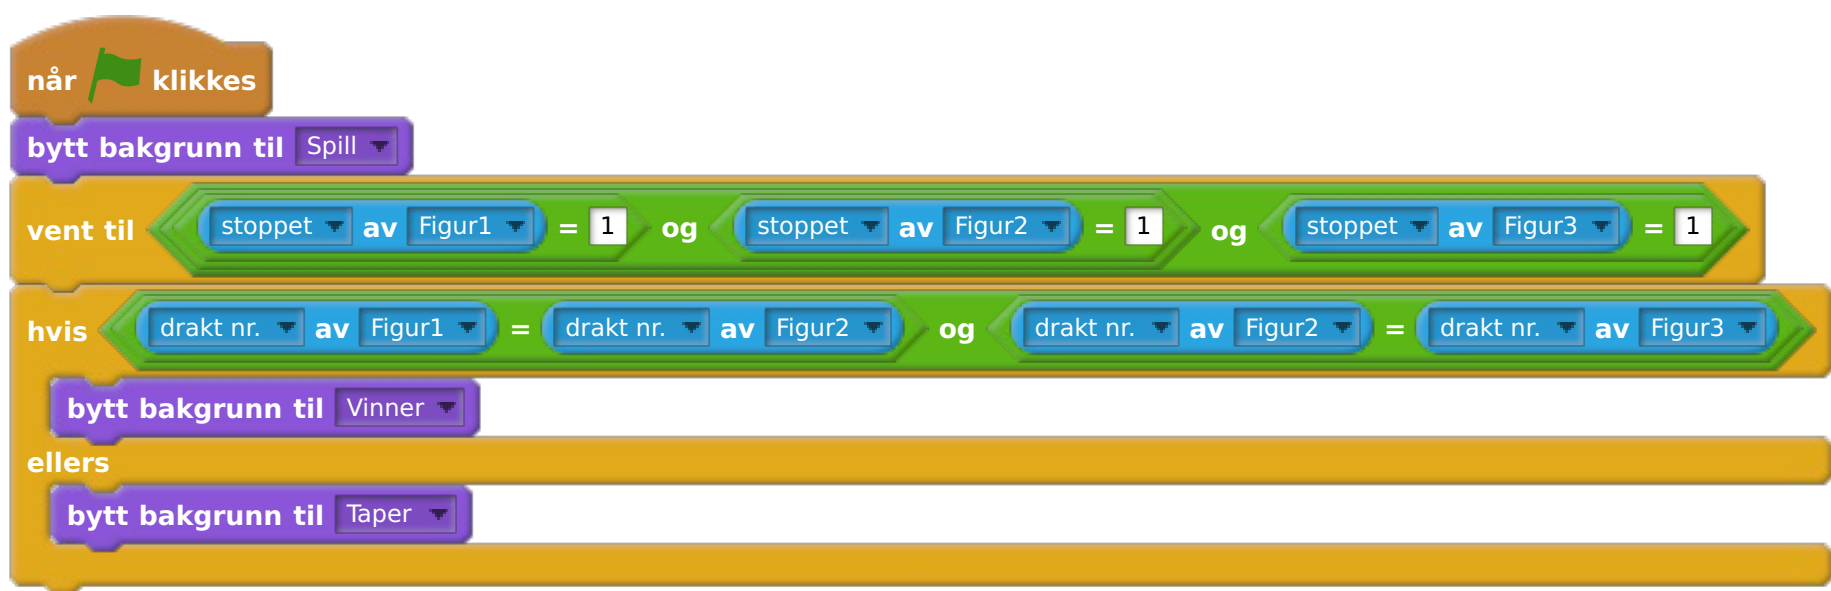 når klikkes
bytt bakgrunn til Spill
vent til stoppet av Figur1 = 1 og stoppet av Figur2 = 1 og stoppet av Figur3 = 1
hvis drakt nr. av Figur1 = drakt nr. av Figur2 og drakt nr. av Figur2 = drakt nr. av Figur3
bytt bakgrunn til Vinner
ellers
bytt bakgrunn til Taper